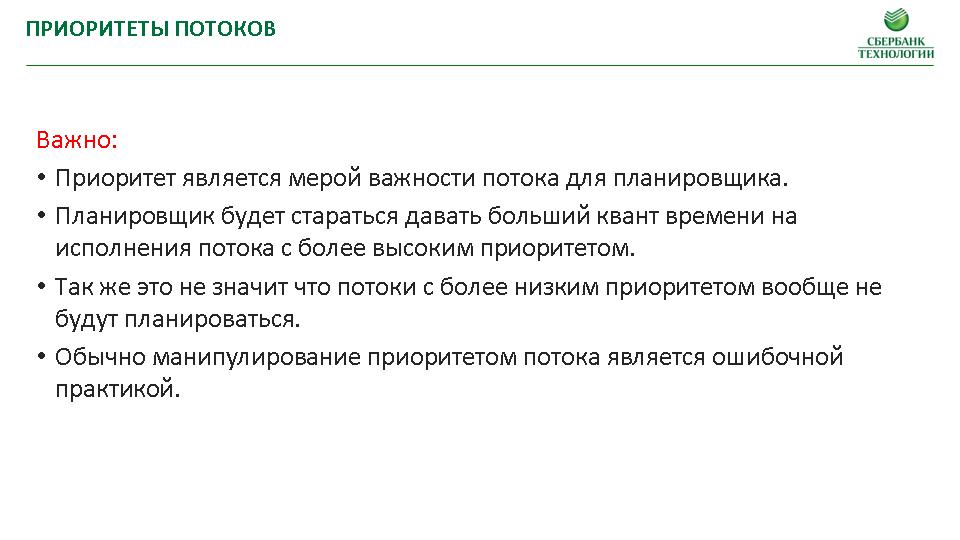 ПРИОРИТЕТЫ ПОТОКОВ
СБЕРБАНК
ТЕХНОЛОГИИ
Важно:
• Приоритет является мерой важности потока для планировщика.
• Планировщик будет стараться давать больший квант времени на
исполнения потока с более высоким приоритетом.
• Так же это не значит что потоки с более низким приоритетом вообще не
будут планироваться.
• Обычно манипулирование приоритетом потока является ошибочной
практикой.